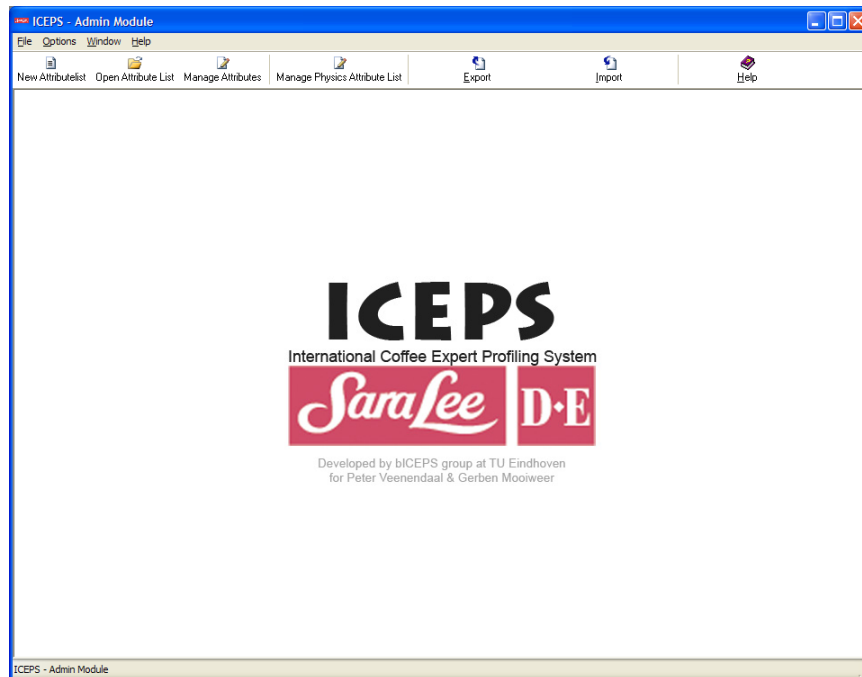 ICEPS - Admin Module
File Options Window Help
New Attributelist Open Attribute List Manage Attributes Manage Physics Attribute List Export Import Help
ICEPS
International Coffee Expert Profiling System
Sara Lee D·E
Developed by bICEPS group at TU Eindhoven
for Peter Veenendaal & Gerben Mooiweer
ICEPS - Admin Module